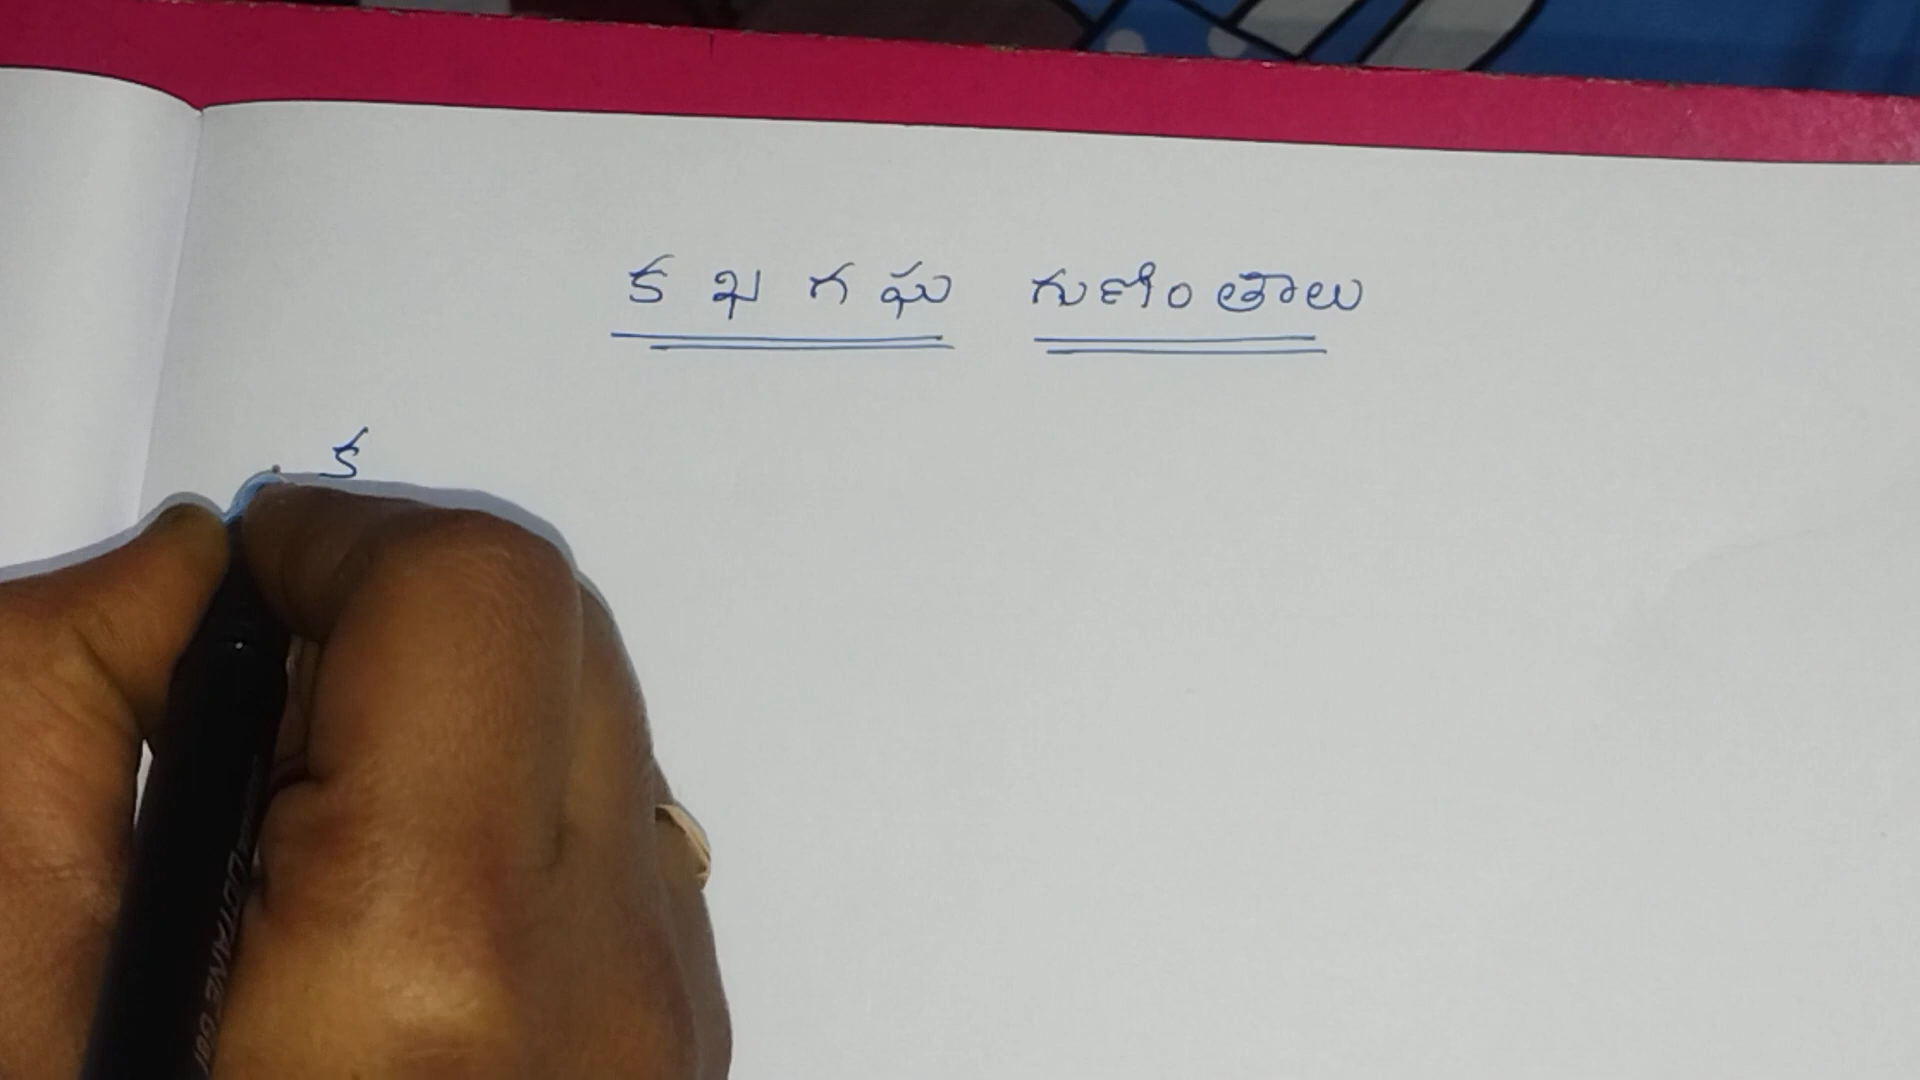 క ఖ గ ఘ గుణింతాలు
క